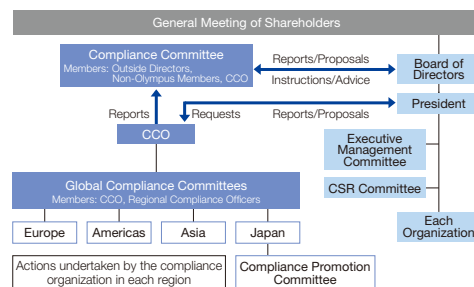 General Meeting of Shareholders
Compliance Committee
Members: Outside Directors,
Non-Olympus Members, CCO
Reports/Proposals
Instructions/Advice
Board of
Directors
President
Reports
Requests
Reports/Proposals
CCO
Executive
Management
Committee
Global Compliance Committees
Members: CCO, Regional Compliance Officers
CSR Committee
Europe
Americas
Asia
Japan
Each
Organization
Actions undertaken by the compliance
organization in each region
Compliance Promotion
Committee